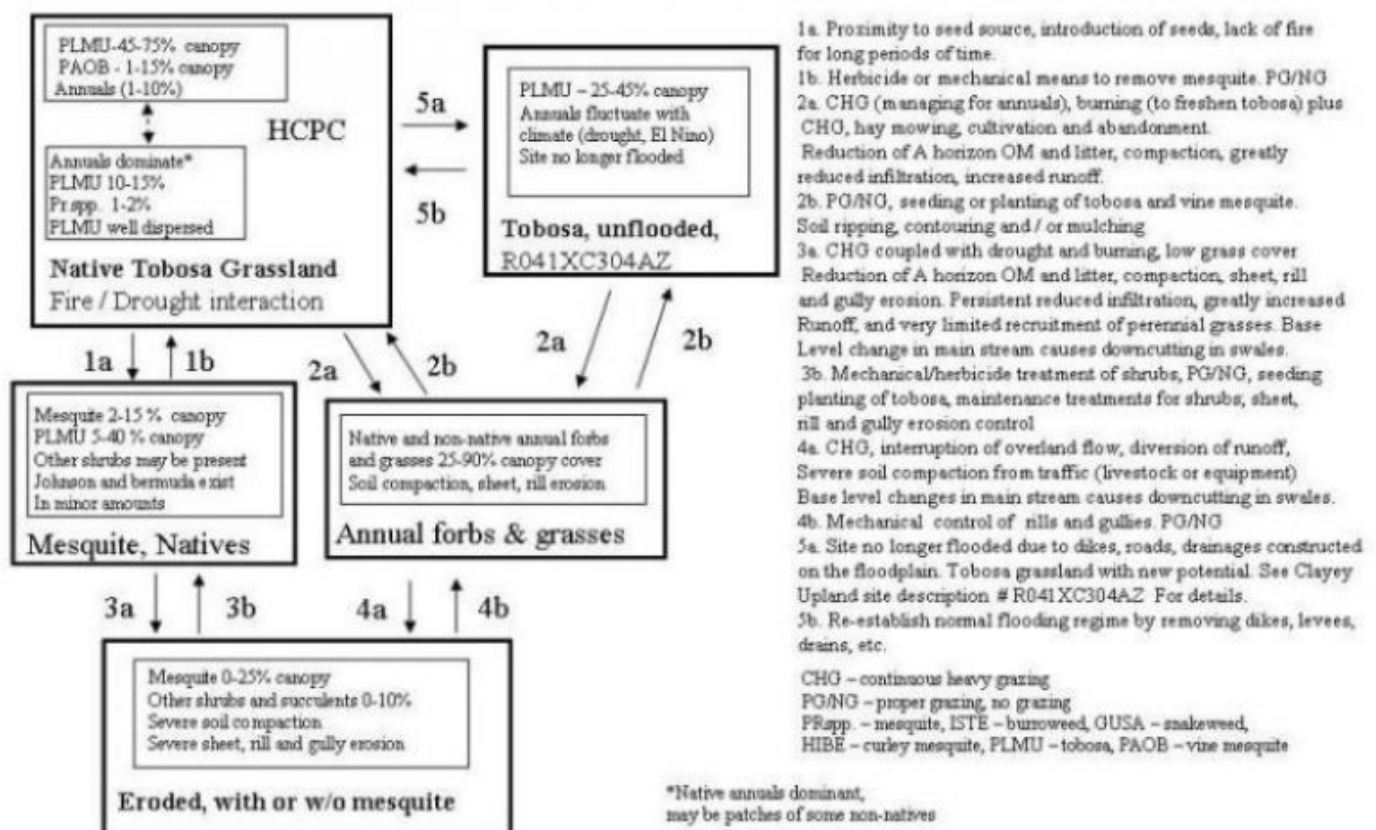 PLMU-45-75% canopy
PAOB - 1-15% canopy
Annuals (1-10%)
HCPC
Annuals dominate*
PLMU 10-15%
Pr.spp. 1-2%
PLMU well dispersed
Native Tobosa Grassland
Fire / Drought interaction
5a
5b
PLMU – 25-45% canopy
Annuals fluctuate with
climate (drought, El Nino)
Site no longer flooded
Tobosa, unflooded,
R041XC304AZ
1a
1b
2a
2b
2a
2b
Mesquite 2-15 % canopy
PLMU 5-40 % canopy
Other shrubs may be present
Johnson and bermuda exist
In minor amounts
Mesquite, Natives
Native and non-native annual forbs
and grasses 25-90% canopy cover
Soil compaction, sheet, rill erosion
Annual forbs & grasses
3a
3b
4a
4b
Mesquite 0-25% canopy
Other shrubs and succulents 0-10%
Severe soil compaction
Severe sheet, rill and gully erosion
Eroded, with or w/o mesquite
1a. Proximity to seed source, introduction of seeds, lack of fire
for long periods of time.
1b. Herbicide or mechanical means to remove mesquite. PG/NG
2a. CHG (managing for annuals), burning (to freshen tobosa) plus
CHG, hay mowing, cultivation and abandonment.
Reduction of A horizon OM and litter, compaction, greatly
reduced infiltration, increased runoff.
2b. PG/NG, seeding or planting of tobosa and vine mesquite.
Soil ripping, contouring and / or mulching
3a. CHG coupled with drought and burning, low grass cover
Reduction of A horizon OM and litter, compaction, sheet, rill
and gully erosion. Persistent reduced infiltration, greatly increased
Runoff, and very limited recruitment of perennial grasses. Base
Level change in main stream causes downcutting in swales.
3b. Mechanical/herbicide treatment of shrubs, PG/NG, seeding
planting of tobosa, maintenance treatments for shrubs, sheet,
rill and gully erosion control
4a. CHG, interruption of overland flow, diversion of runoff,
Severe soil compaction from traffic (livestock or equipment)
Base level changes in main stream causes downcutting in swales.
4b. Mechanical control of rills and gullies. PG/NG
5a. Site no longer flooded due to dikes, roads, drainages constructed
on the floodplain. Tobosa grassland with new potential. See Clayey
Upland site description # R041XC304AZ For details.
5b. Re-establish normal flooding regime by removing dikes, levees,
drains, etc.
CHG – continuous heavy grazing
PG/NG – proper grazing, no grazing
PRspp. – mesquite, ISTE – burroweed, GUSA – snakeweed,
HIBE – curley mesquite, PLMU – tobosa, PAOB – vine mesquite
*Native annuals dominant,
may be patches of some non-natives